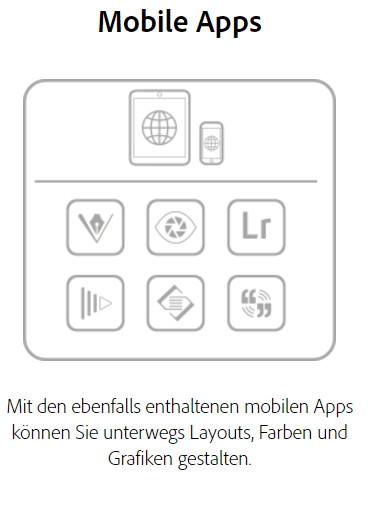 Mobile Apps
Lr
Mit den ebenfalls enthaltenen mobilen Apps
können Sie unterwegs Layouts, Farben und
Grafiken gestalten.